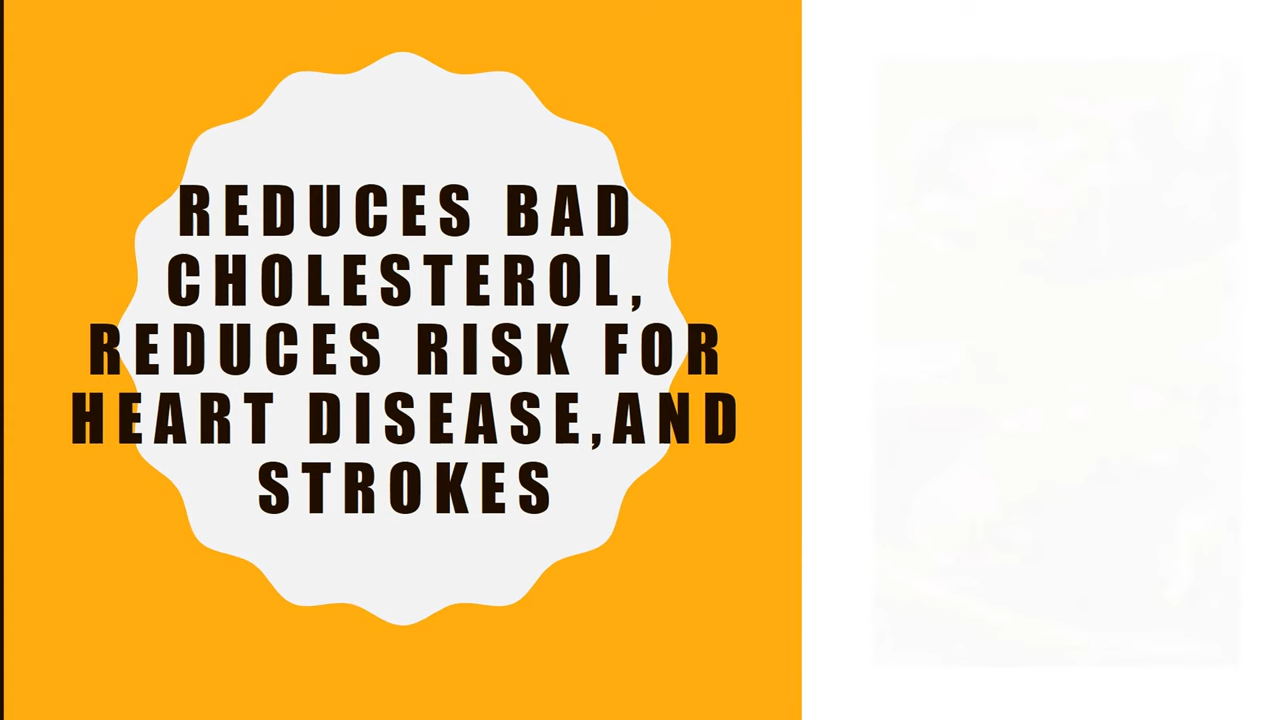 REDUCES BAD
CHOLESTEROL,
REDUCES RISK FOR
HEART DISEASE,AND
STROKES